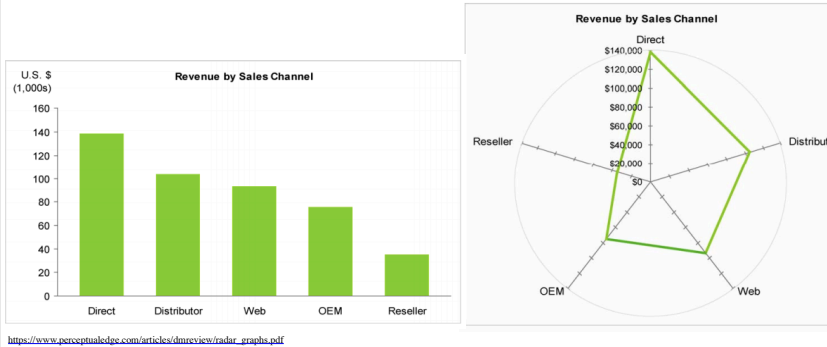 U.S. $
(1,000s)
Revenue by Sales Channel
160
140
120
100
80
60
40
20
0
Direct
Distributor
Web
OEM
Reseller
Revenue by Sales Channel
Direct
$140,000
$120,000
$100,000
$80,000
$60,000
$40,000
$20,000
$0
Reseller
Distribut
OEM
Web
https://www.perceptualedge.com/articles/dmreview/radar_graphs.pdf